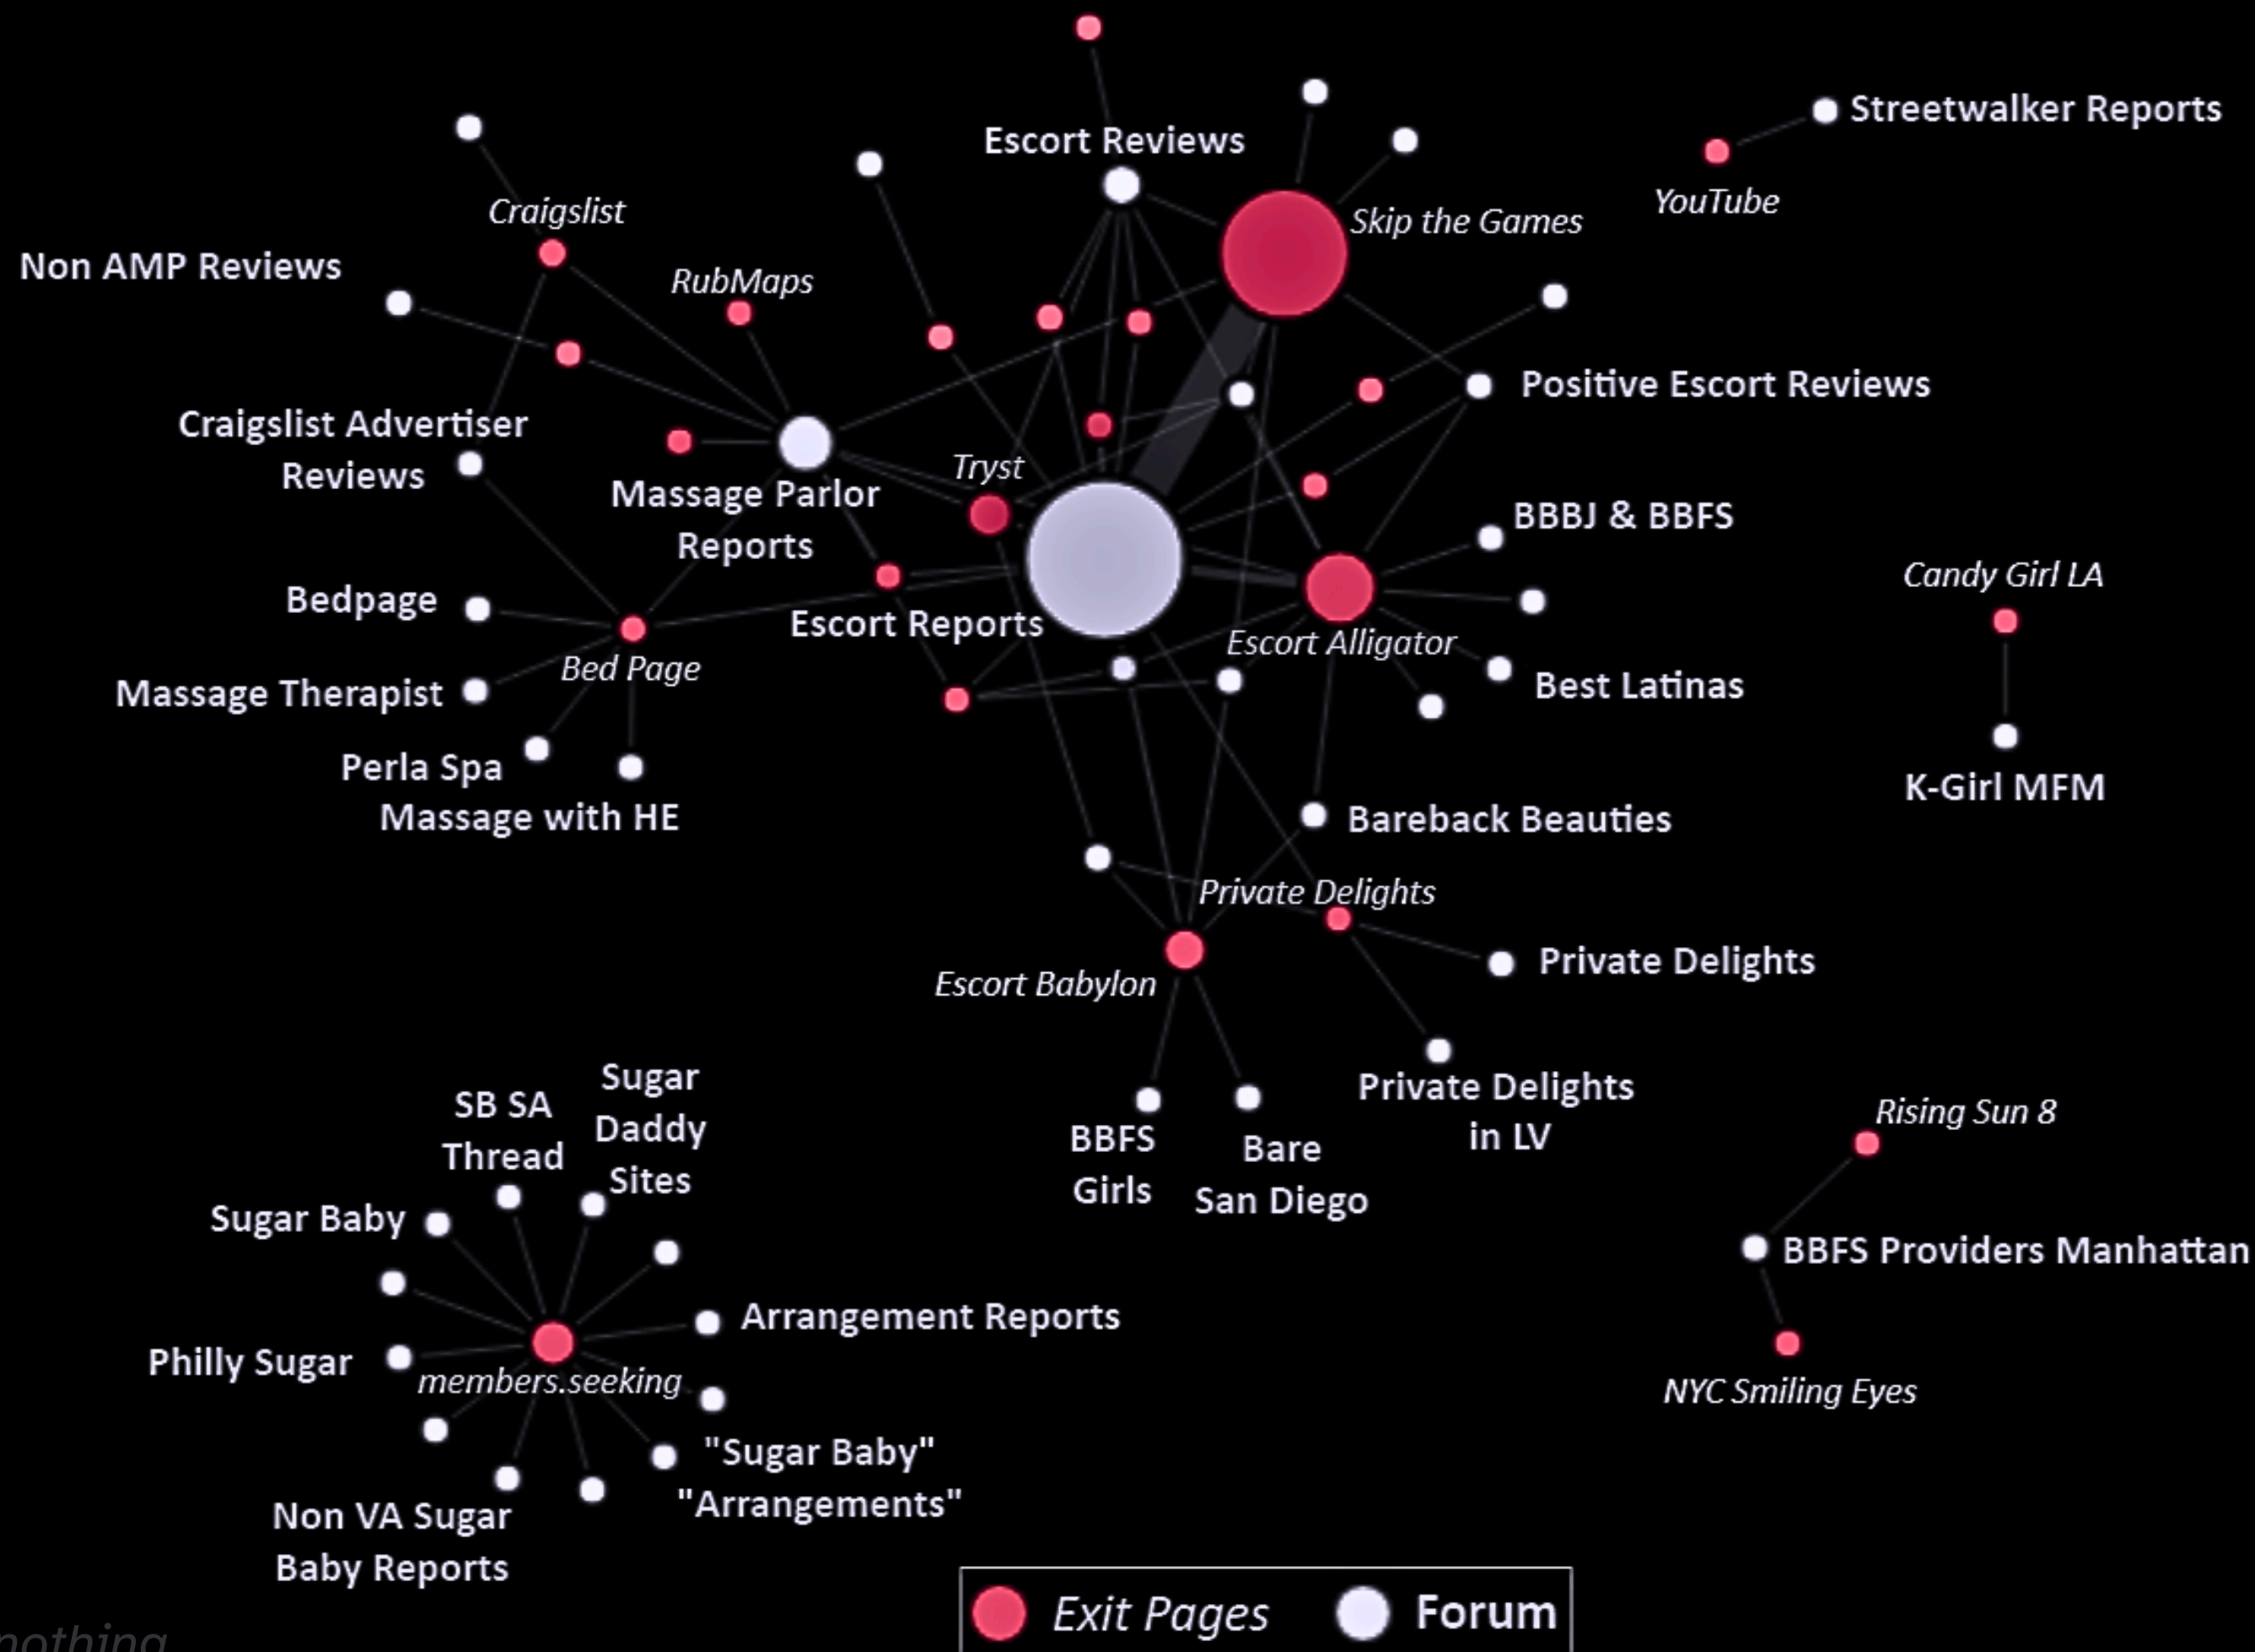 Escort Reviews
Streetwalker Reports
YouTube
Skip the Games
Craigslist
Non AMP Reviews
RubMaps
Craigslist Advertiser
Reviews
Positive Escort Reviews
Tryst
Massage Parlor
Reports
BBBJ & BBFS
Candy Girl LA
Bedpage
Escort Reports
Escort Alligator
Bed Page
Massage Therapist
Best Latinas
Perla Spa
Massage with HE
K-Girl MFM
Bareback Beauties
Private Delights
Private Delights
Escort Babylon
Private Delights
in LV
BBFS
Girls
Bare
San Diego
Rising Sun 8
BBFS Providers Manhattan
NYC Smiling Eyes
Sugar
Daddy
Sites
SB SA
Thread
Sugar Baby
Arrangement Reports
Philly Sugar
members.seeking
"Sugar Baby"
"Arrangements"
Non VA Sugar
Baby Reports
Exit Pages
Forum
nothing